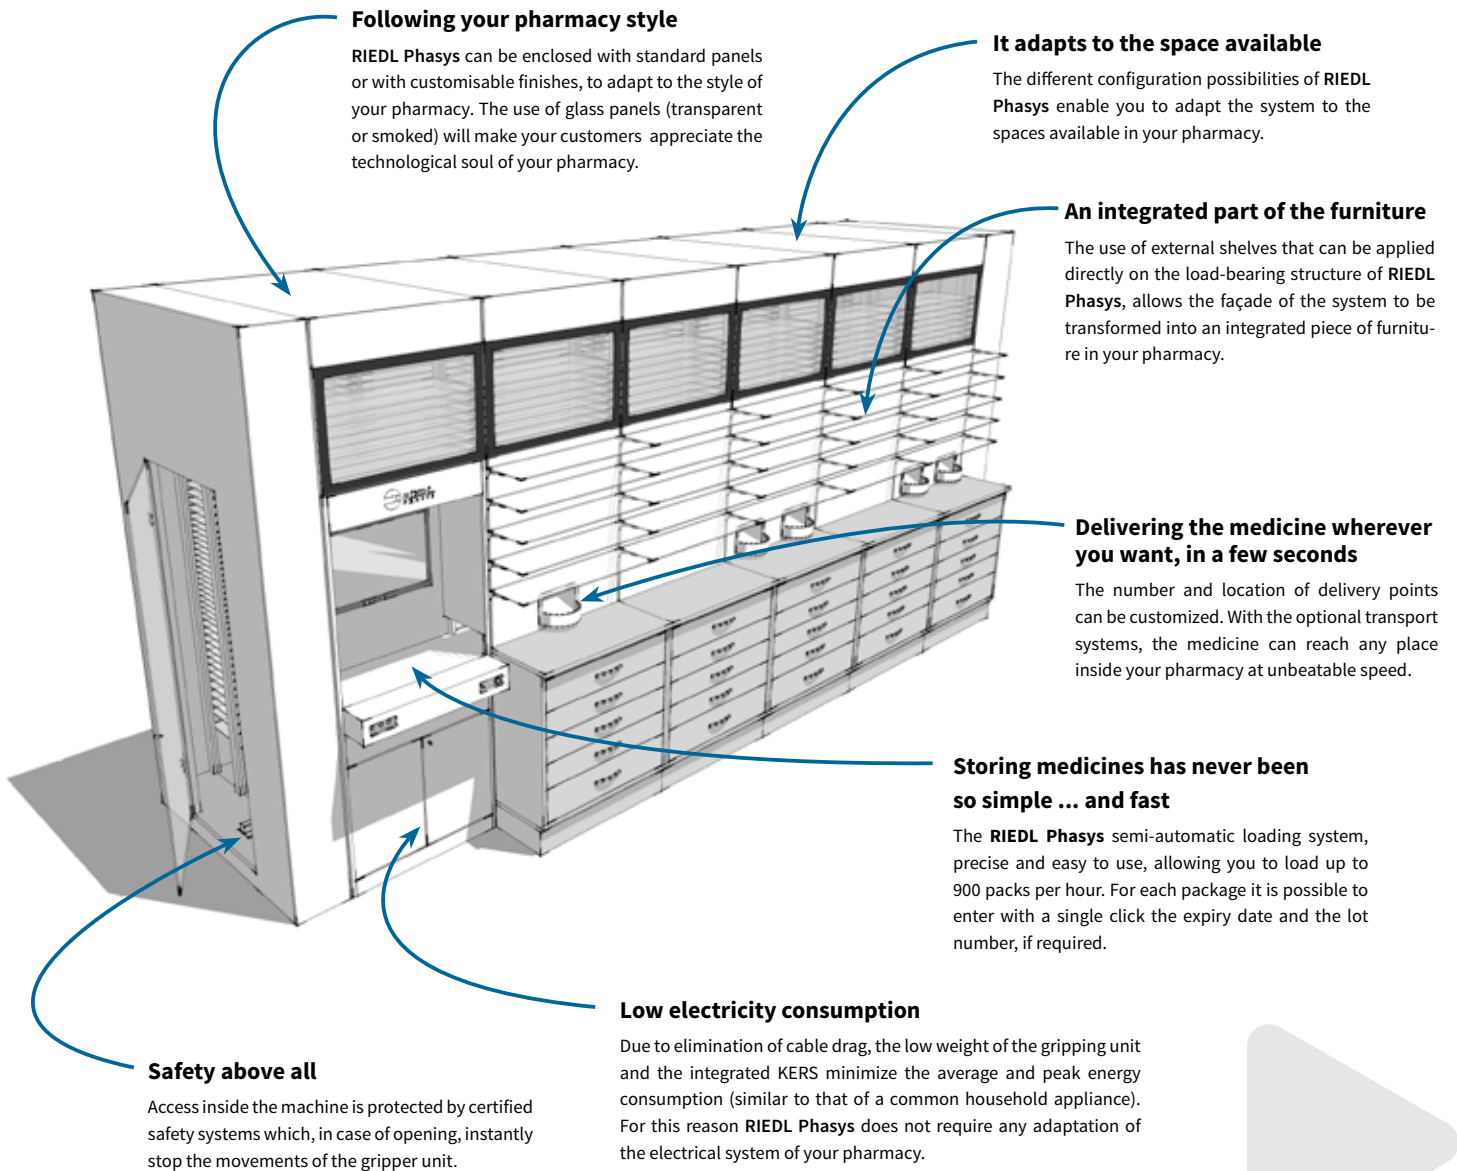 Following your pharmacy style
RIEDL Phasys can be enclosed with standard panels
or with customisable finishes, to adapt to the style of
your pharmacy. The use of glass panels (transparent
or smoked) will make your customers appreciate the
technological soul of your pharmacy.
It adapts to the space available
The different configuration possibilities of RIEDL
Phasys enable you to adapt the system to the
spaces available in your pharmacy.
An integrated part of the furniture
The use of external shelves that can be applied
directly on the load-bearing structure of RIEDL
Phasys, allows the façade of the system to be
transformed into an integrated piece of furnitu-
re in your pharmacy.
Delivering the medicine wherever
you want, in a few seconds
The number and location of delivery points
can be customized. With the optional transport
systems, the medicine can reach any place
inside your pharmacy at unbeatable speed.
Storing medicines has never been
so simple ... and fast
The RIEDL Phasys semi-automatic loading system,
precise and easy to use, allowing you to load up to
900 packs per hour. For each package it is possible to
enter with a single click the expiry date and the lot
number, if required.
Low electricity consumption
Due to elimination of cable drag, the low weight of the gripping unit
and the integrated KERS minimize the average and peak energy
consumption (similar to that of a common household appliance).
For this reason RIEDL Phasys does not require any adaptation of
the electrical system of your pharmacy.
Safety above all
Access inside the machine is protected by certified
safety systems which, in case of opening, instantly
stop the movements of the gripper unit.